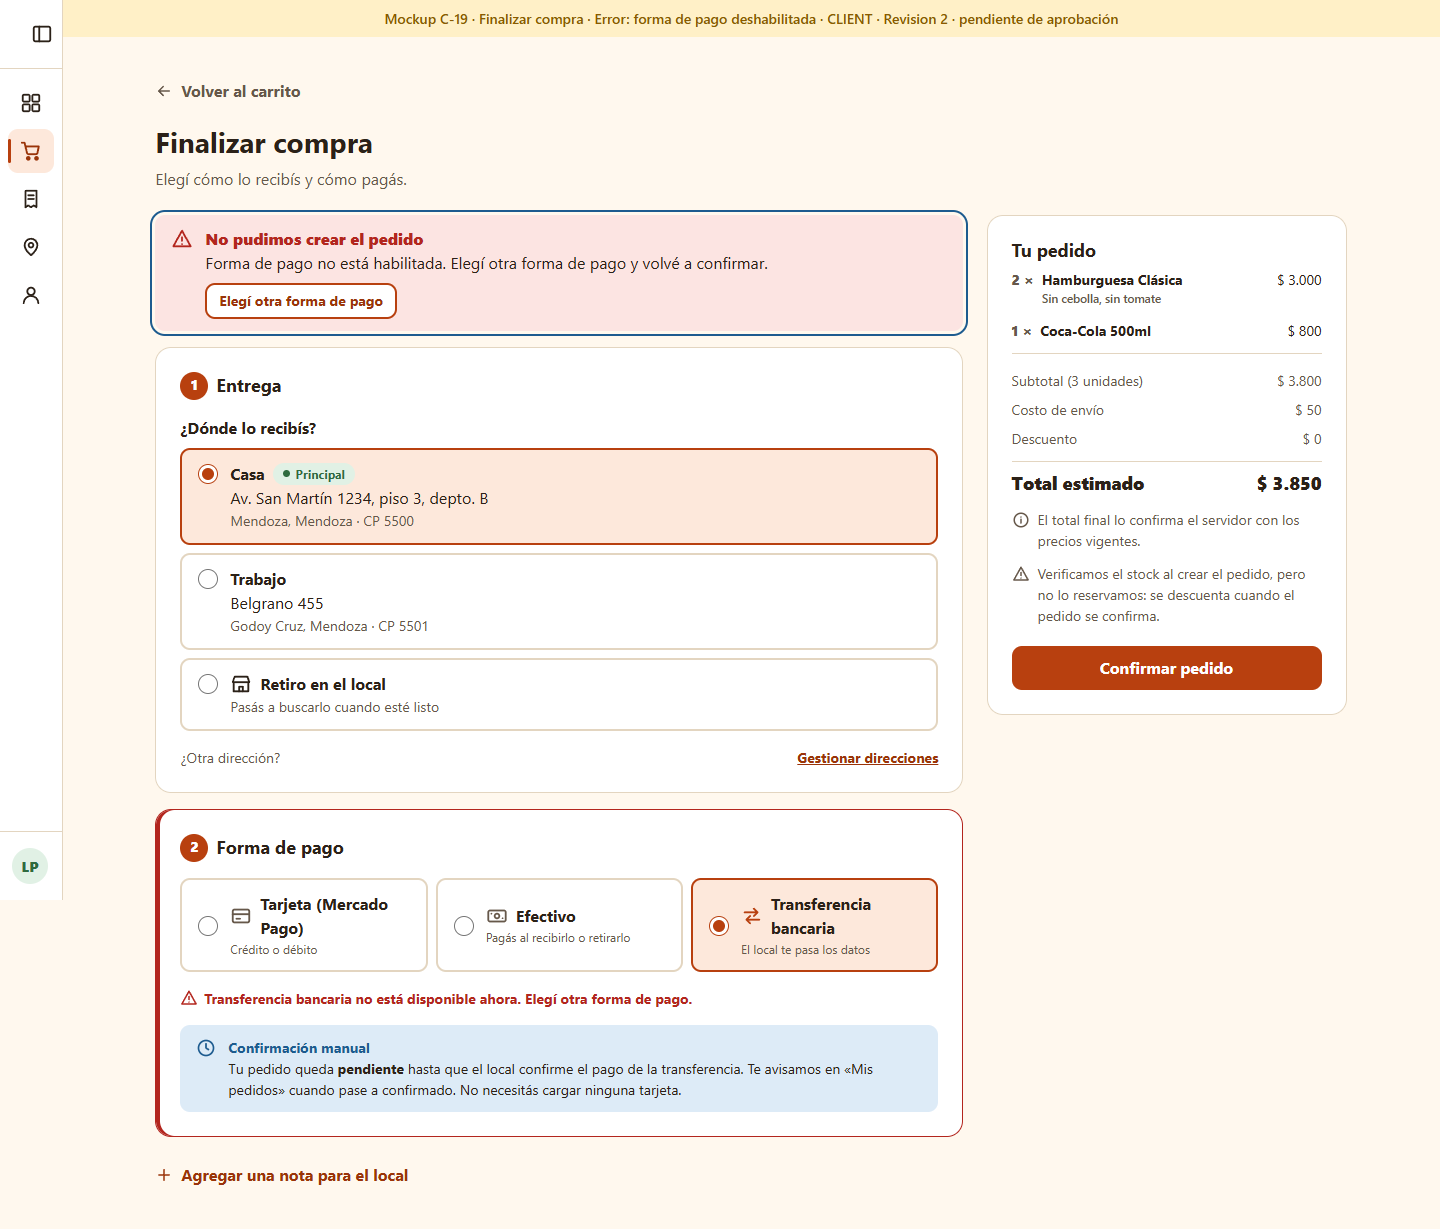 Mockup C-19 · Finalizar compra · Error: forma de pago deshabilitada · CLIENT · Revision 2 · pendiente de aprobación
Volver al carrito
Finalizar compra
Elegí cómo lo recibís y cómo pagás.
No pudimos crear el pedido
Forma de pago no está habilitada. Elegí otra forma de pago y volvé a confirmar.
Elegí otra forma de pago
1 Entrega
¿Dónde lo recibís?
Casa Principal
Av. San Martín 1234, piso 3, depto. B
Mendoza, Mendoza · CP 5500
Trabajo
Belgrano 455
Godoy Cruz, Mendoza · CP 5501
Retiro en el local
Pasás a buscarlo cuando esté listo
¿Otra dirección? Gestionar direcciones
2 Forma de pago
Tarjeta (Mercado
Pago)
Crédito o débito
Efectivo
Pagás al recibirlo o retirarlo
Transferencia
bancaria
El local te pasa los datos
Transferencia bancaria no está disponible ahora. Elegí otra forma de pago.
Confirmación manual
Tu pedido queda pendiente hasta que el local confirme el pago de la transferencia. Te avisamos en «Mis
pedidos» cuando pase a confirmado. No necesitás cargar ninguna tarjeta.
Agregar una nota para el local
Tu pedido
2 × Hamburguesa Clásica $ 3.000
Sin cebolla, sin tomate
1 × Coca-Cola 500ml $ 800
Subtotal (3 unidades) $ 3.800
Costo de envío $ 50
Descuento $ 0
Total estimado $ 3.850
El total final lo confirma el servidor con los
precios vigentes.
Verificamos el stock al crear el pedido, pero
no lo reservamos: se descuenta cuando el
pedido se confirma.
Confirmar pedido
LP